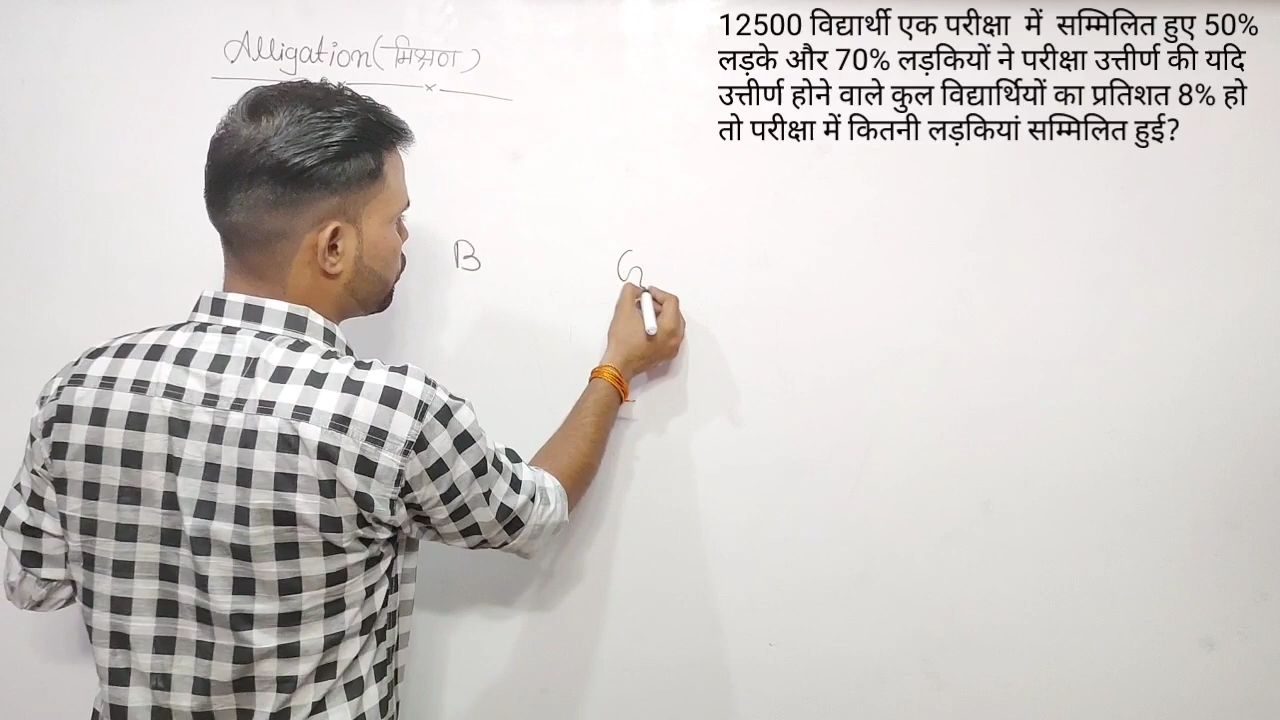 Alligation (मिश्रण)
12500 विद्यार्थी एक परीक्षा में सम्मिलित हुए 50%
लड़के और 70% लड़कियों ने परीक्षा उत्तीर्ण की यदि
उत्तीर्ण होने वाले कुल विद्यार्थियों का प्रतिशत 8% हो
तो परीक्षा में कितनी लड़कियां सम्मिलित हुई?
B G